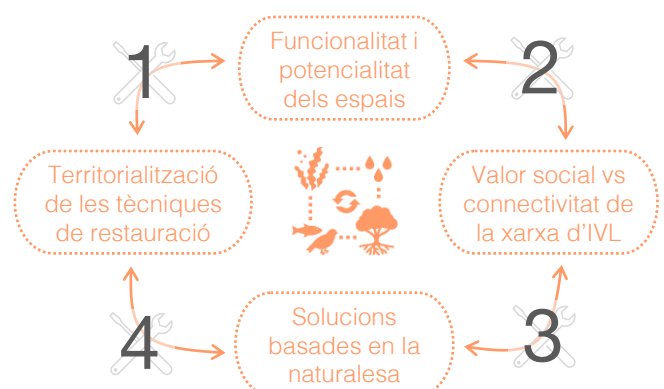 1
Funcionalitat i
potencialitat
dels espais
2
Territorialització
de les tècniques
de restauració
Valor social vs
connectivitat de
la xarxa d’IVL
4
Solucions
basades en la
naturalesa
3